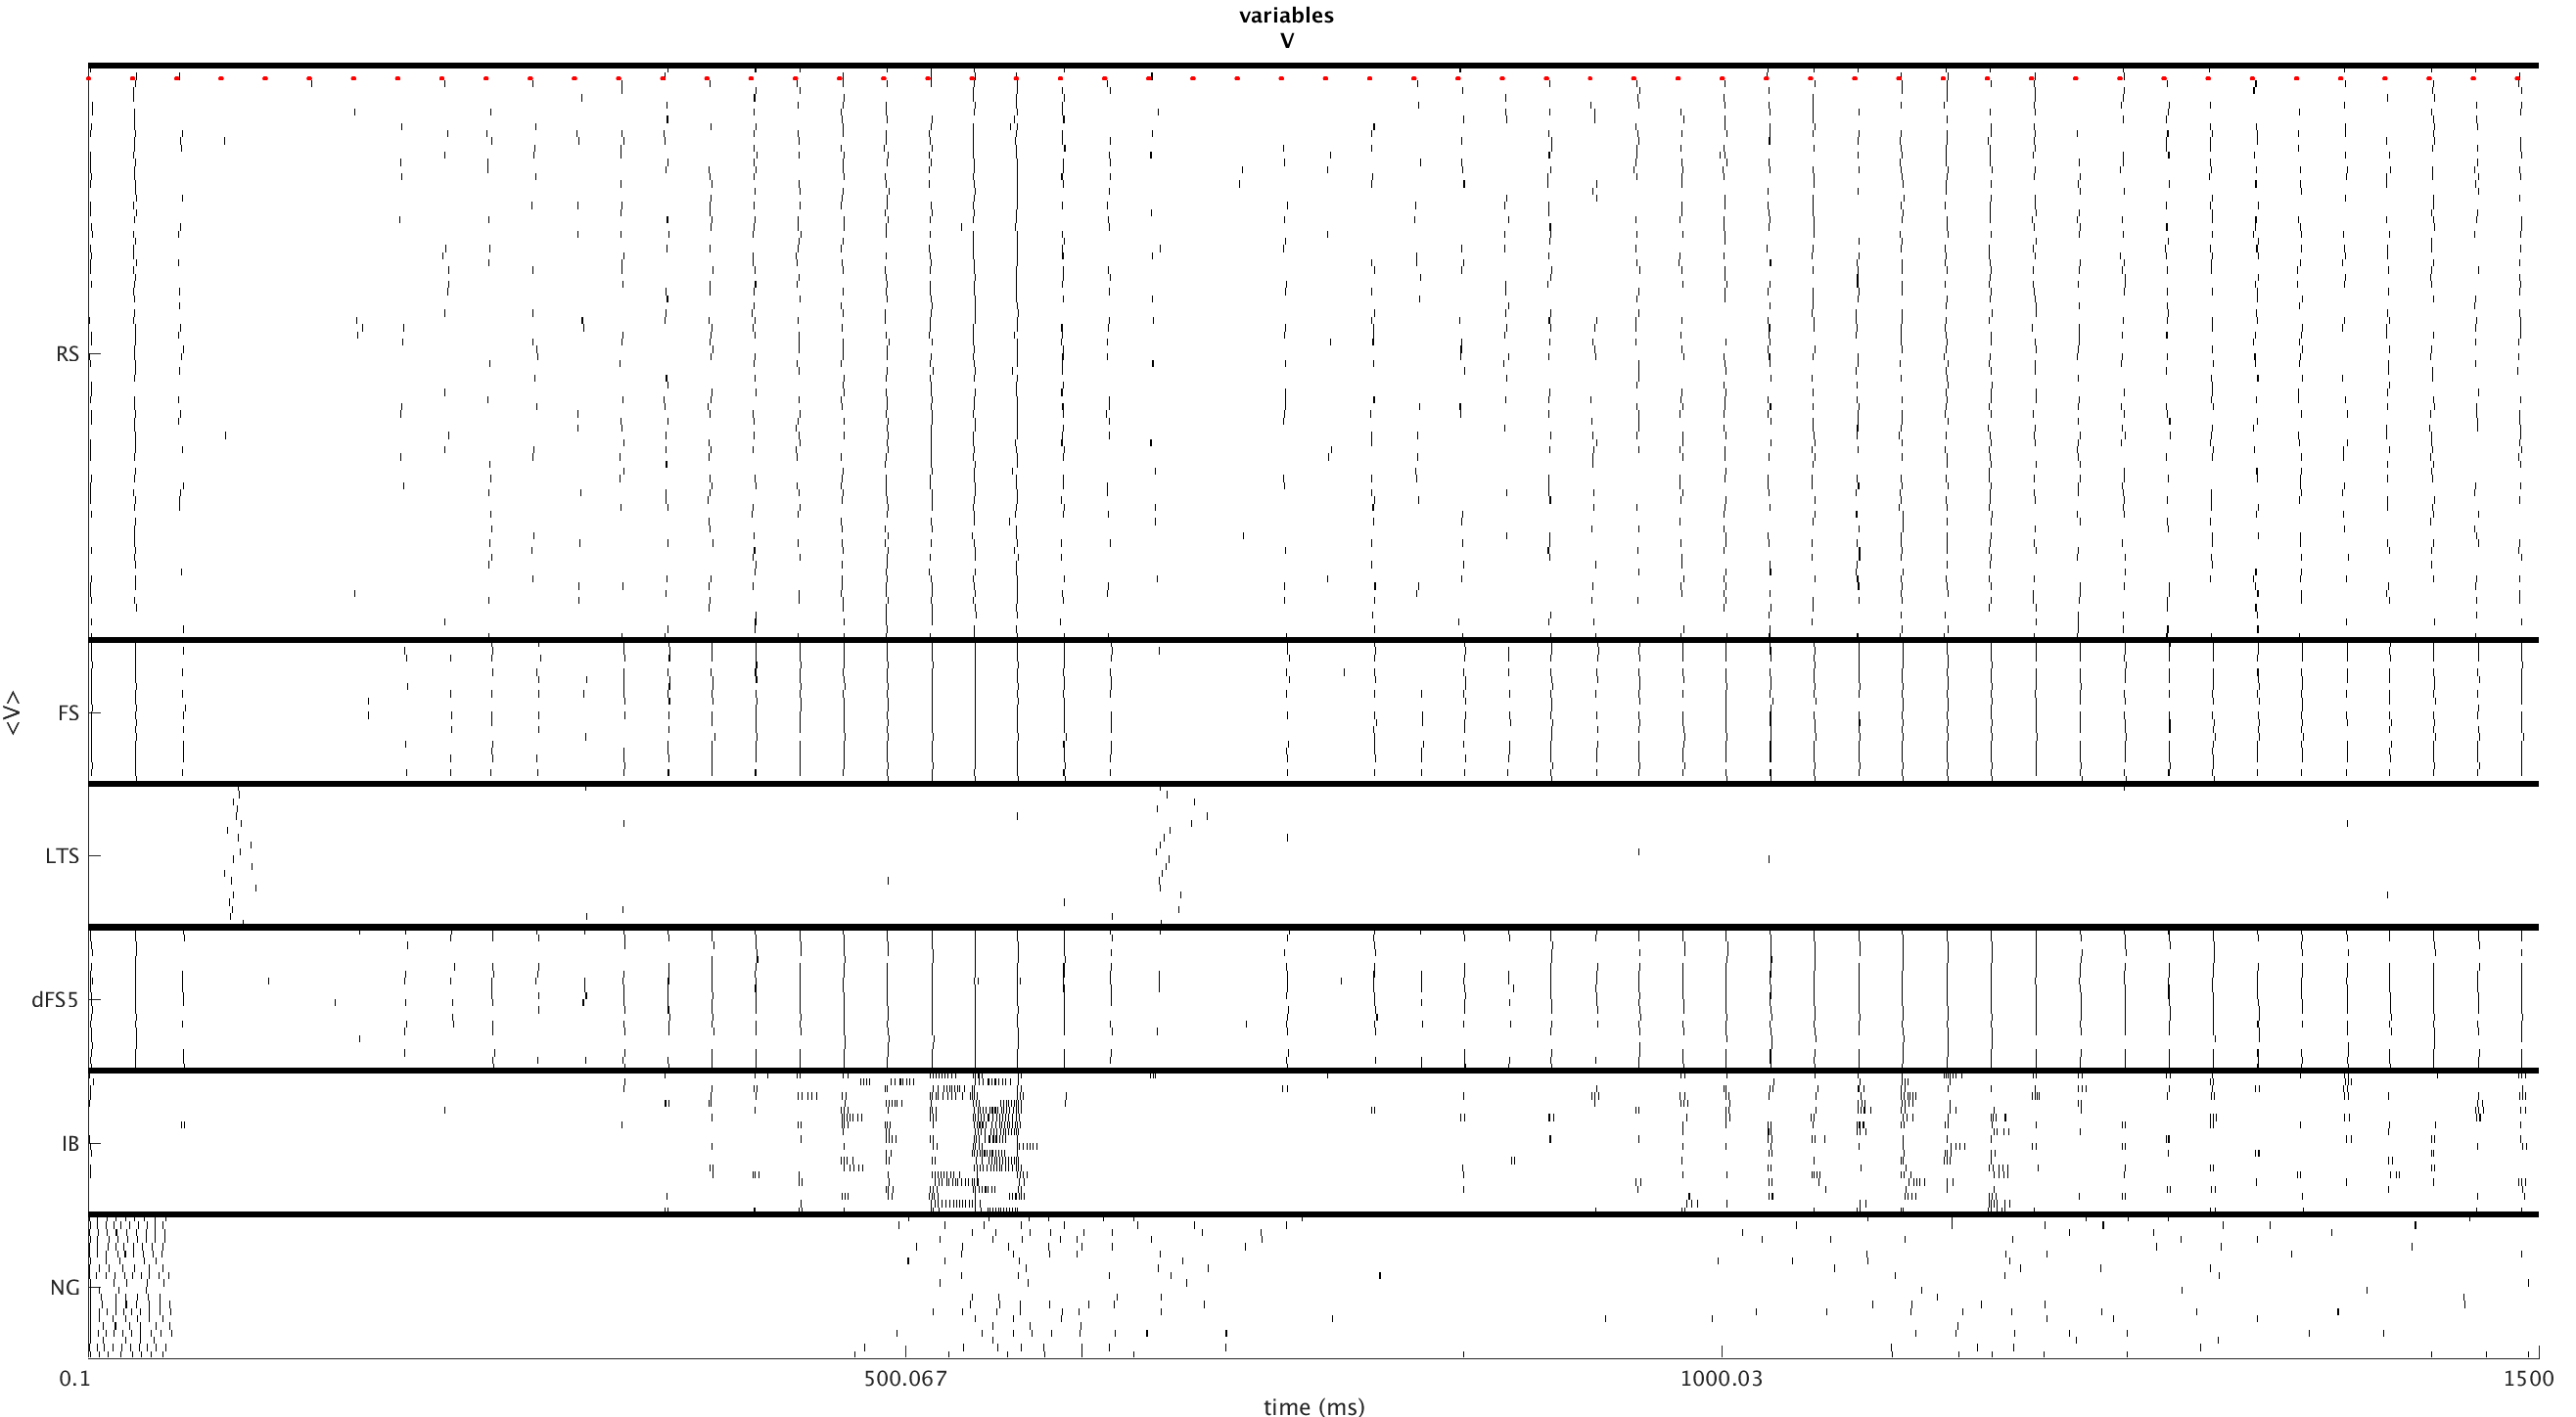 variables
V
RS
FS
<V>
LTS
dFS5
IB
NG
0.1 500.067 1000.03 1500
time (ms)